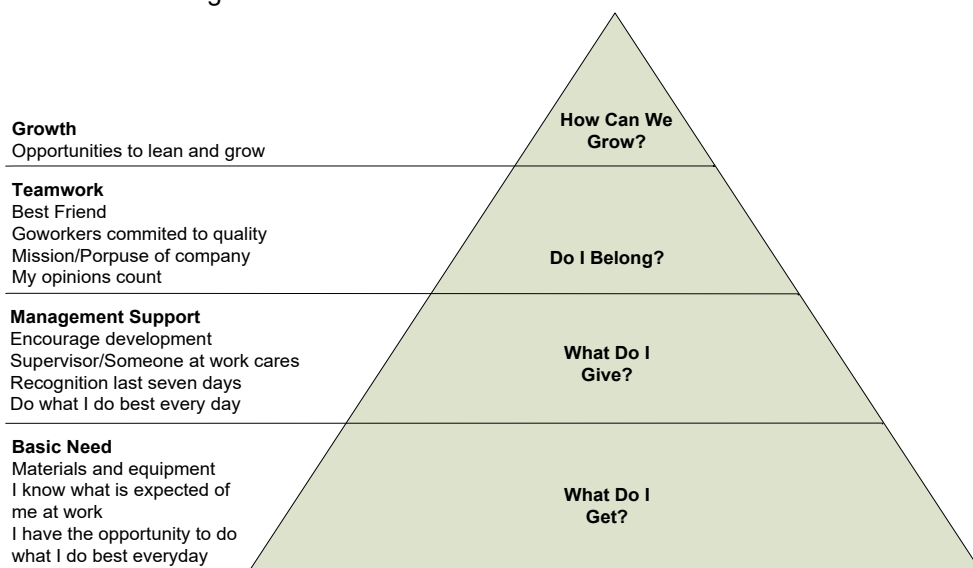 Growth
Opportunities to lean and grow
How Can We
Grow?
Teamwork
Best Friend
Goworkers commited to quality
Mission/Porpuse of company
My opinions count
Do I Belong?
Management Support
Encourage development
Supervisor/Someone at work cares
Recognition last seven days
Do what I do best every day
What Do I
Give?
Basic Need
Materials and equipment
I know what is expected of
me at work
I have the opportunity to do
what I do best everyday
What Do I
Get?